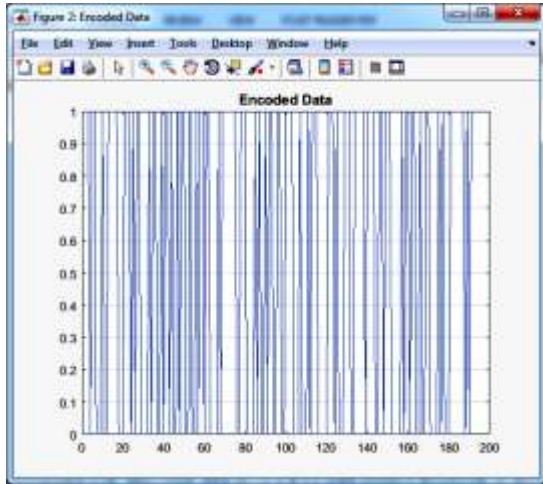 Figure 2: Encoded Data
File Edit View Insert Tools Desktop Window Help
Encoded Data
1
0.9
0.8
0.7
0.6
0.5
0.4
0.3
0.2
0.1
0
0 20 40 60 80 100 120 140 160 180 200